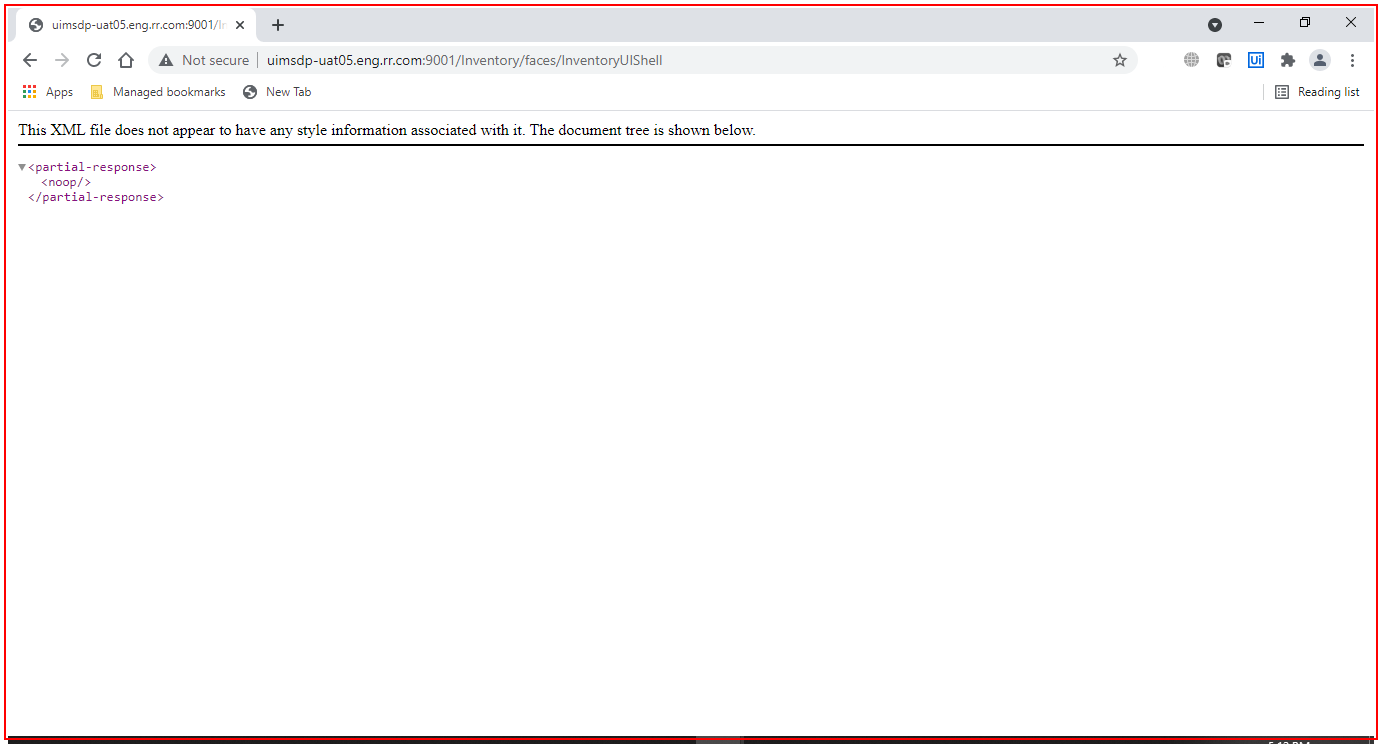 uimsdp-uat05.eng.rr.com:9001/In
Not secure | uimsdp-uat05.eng.rr.com:9001/Inventory/faces/InventoryUIShell
Ui
Apps Managed bookmarks New Tab Reading list
This XML file does not appear to have any style information associated with it. The document tree is shown below.
<partial-response>
<noop/>
</partial-response>